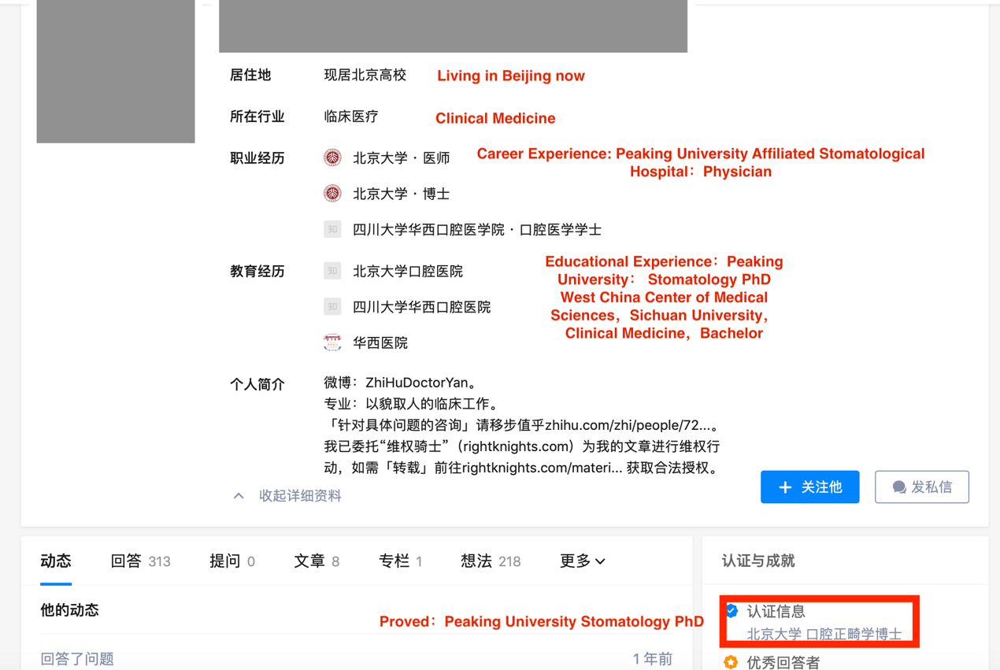 居住地 现居北京高校 Living in Beijing now
所在行业 临床医疗 Clinical Medicine
职业经历 北京大学 · 医师 Career Experience: Peaking University Affiliated Stomatological
Hospital：Physician
北京大学 · 博士
知 四川大学华西口腔医学院 · 口腔医学学士
教育经历 知 北京大学口腔医院 Educational Experience：Peaking
University： Stomatology PhD
West China Center of Medical
知 四川大学华西口腔医院 Sciences，Sichuan University，
Clinical Medicine，Bachelor
华西医院
个人简介 微博：ZhiHuDoctorYan。
专业：以貌取人的临床工作。
「针对具体问题的咨询」请移步值乎zhihu.com/zhi/people/72...。
我已委托“维权骑士”（rightknights.com）为我的文章进行维权行
动，如需「转载」前往rightknights.com/materi... 获取合法授权。
收起详细资料
关注他 发私信
动态 回答 313 提问 0 文章 8 专栏 1 想法 218 更多
认证与成就
他的动态
Proved：Peaking University Stomatology PhD
认证信息
北京大学 口腔正畸学博士
回答了问题 1 年前
优秀回答者